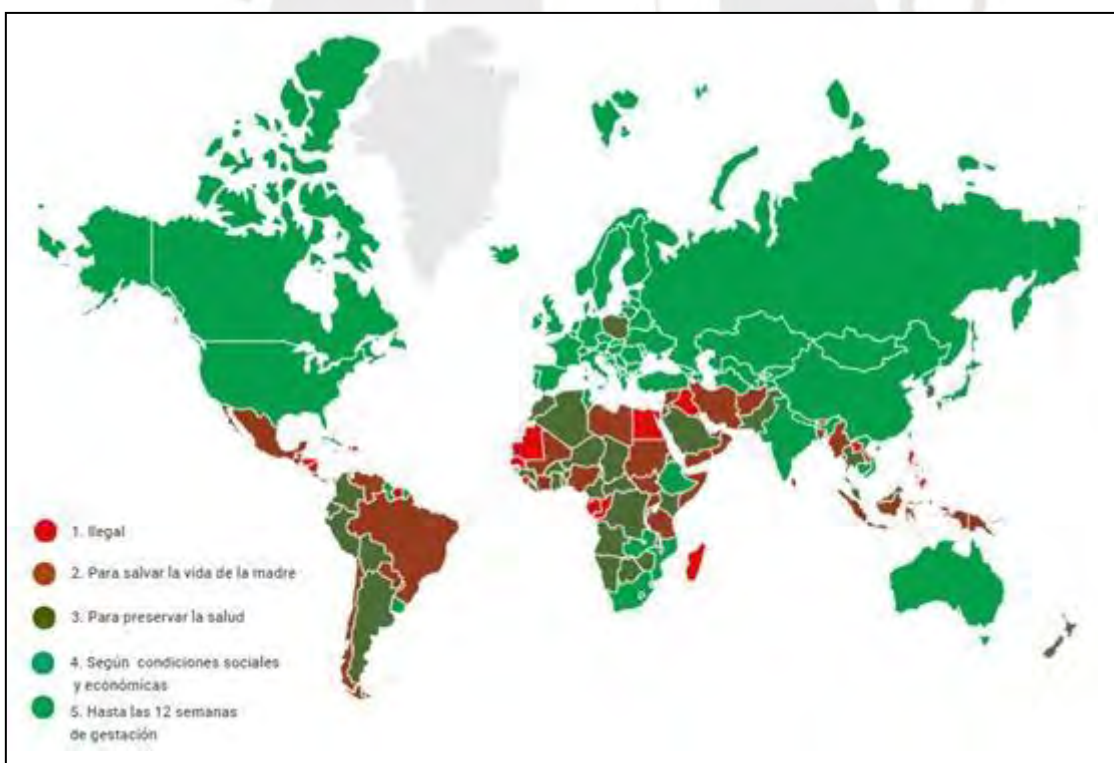 1. Ilegal
2. Para salvar la vida de la madre
3. Para preservar la salud
4. Según condiciones sociales
y económicas
5. Hasta las 12 semanas
de gestación